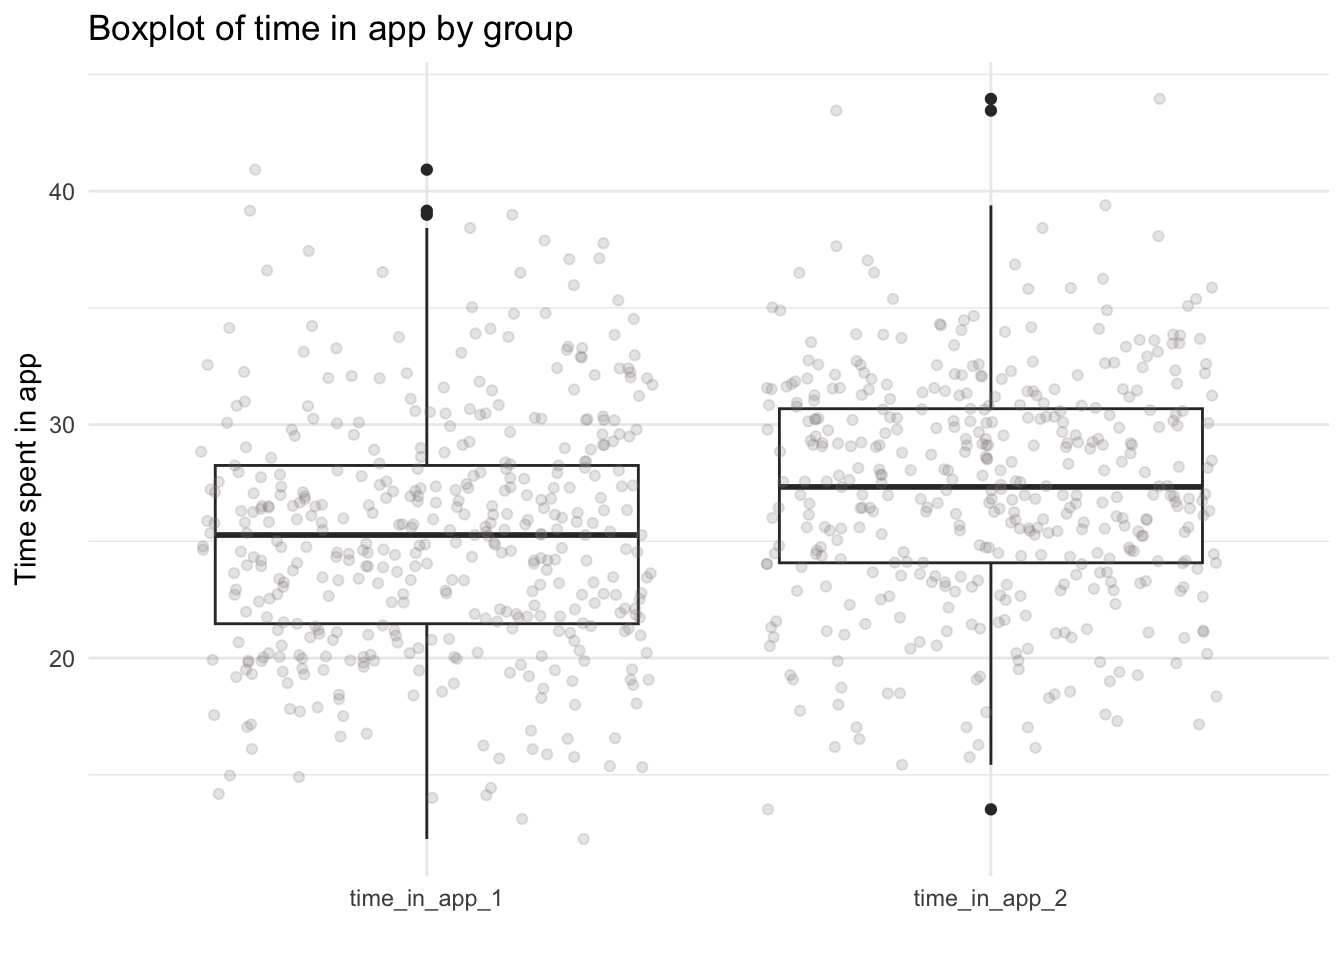 Boxplot of time in app by group
Time spent in app
40
30
20
time_in_app_1
time_in_app_2